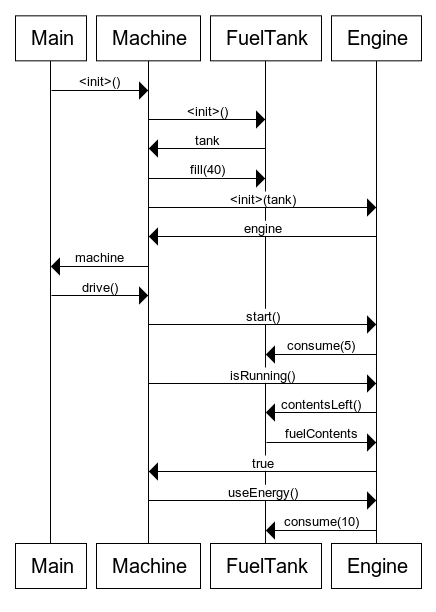 Main Machine FuelTank Engine
<init>()
<init>()
tank
fill(40)
<init>(tank)
engine
machine
drive()
start()
consume(5)
isRunning()
contentsLeft()
fuelContents
true
useEnergy()
consume(10)
Main Machine FuelTank Engine